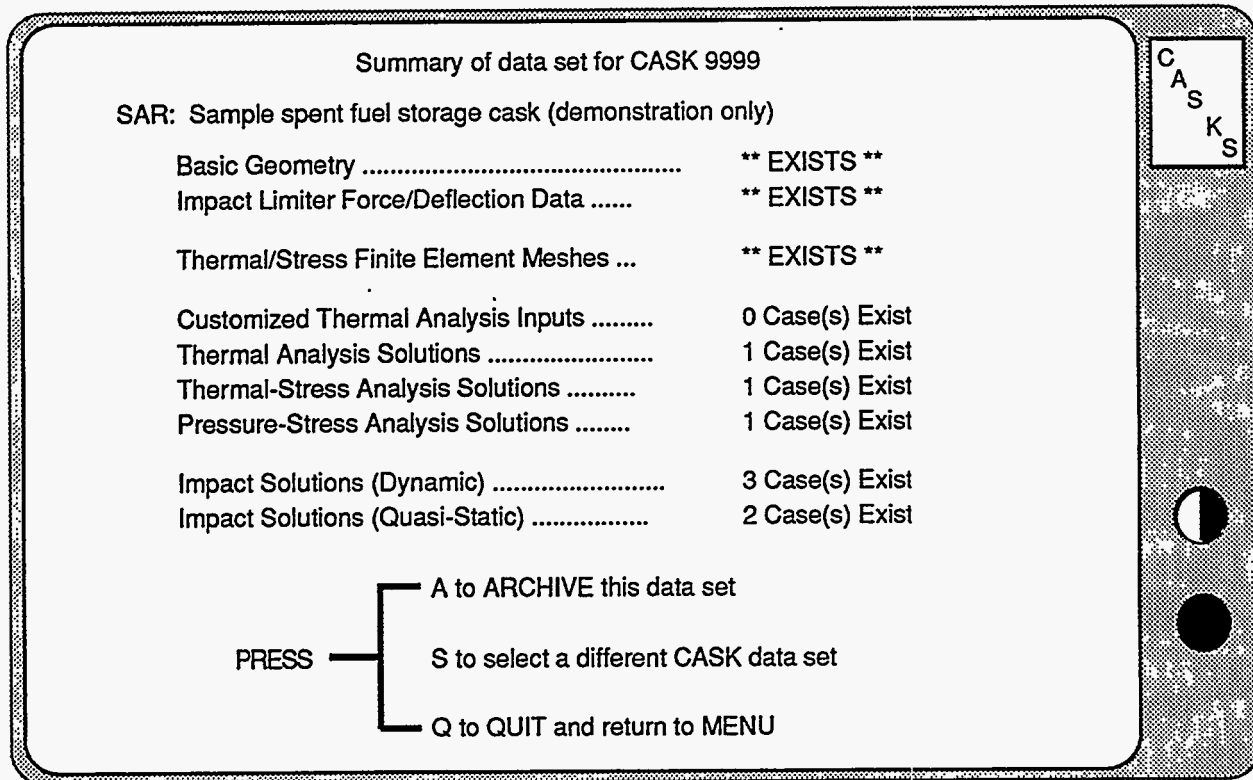 Summary of data set for CASK 9999
SAR: Sample spent fuel storage cask (demonstration only)
Basic Geometry .............................................. ** EXISTS **
Impact Limiter Force/Deflection Data ...... ** EXISTS **
Thermal/Stress Finite Element Meshes ... ** EXISTS **
Customized Thermal Analysis Inputs ......... 0 Case(s) Exist
Thermal Analysis Solutions ........................ 1 Case(s) Exist
Thermal-Stress Analysis Solutions .......... 1 Case(s) Exist
Pressure-Stress Analysis Solutions ........ 1 Case(s) Exist
Impact Solutions (Dynamic) ......................... 3 Case(s) Exist
Impact Solutions (Quasi-Static) ................. 2 Case(s) Exist
A to ARCHIVE this data set
PRESS S to select a different CASK data set
Q to QUIT and return to MENU
CASKS